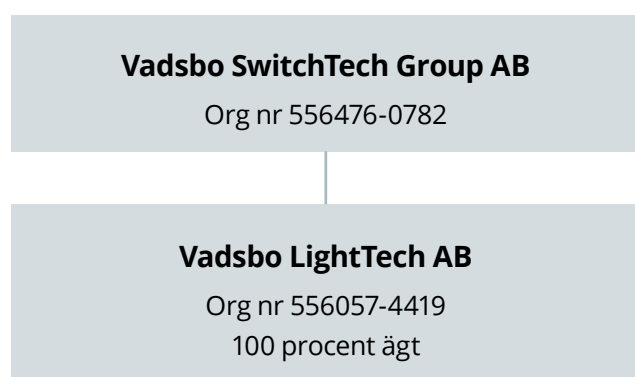 Vadsbo SwitchTech Group AB
Org nr 556476-0782
Vadsbo LightTech AB
Org nr 556057-4419
100 procent ägt